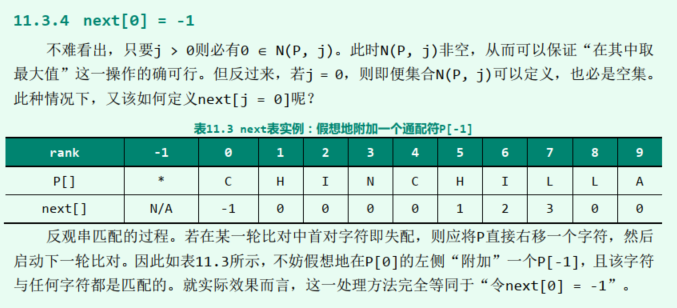 11.3.4 next[0] = -1
不难看出，只要j > 0则必有0 ∈ N(P, j)。此时N(P, j)非空，从而可以保证“在其中取
最大值”这一操作的确可行。但反过来，若j = 0，则即便集合N(P, j)可以定义，也必是空集。
此种情况下，又该如何定义next[j = 0]呢？
表11.3 next表实例：假想地附加一个通配符P[-1]
rank -1 0 1 2 3 4 5 6 7 8 9
P[] * C H I N C H I L L A
next[] N/A -1 0 0 0 0 1 2 3 0 0
反观串匹配的过程。若在某一轮比对中首对字符即失配，则应将P直接右移一个字符，然后
启动下一轮比对。因此如表11.3所示，不妨假想地在P[0]的左侧“附加”一个P[-1]，且该字符
与任何字符都是匹配的。就实际效果而言，这一处理方法完全等同于“令next[0] = -1”。